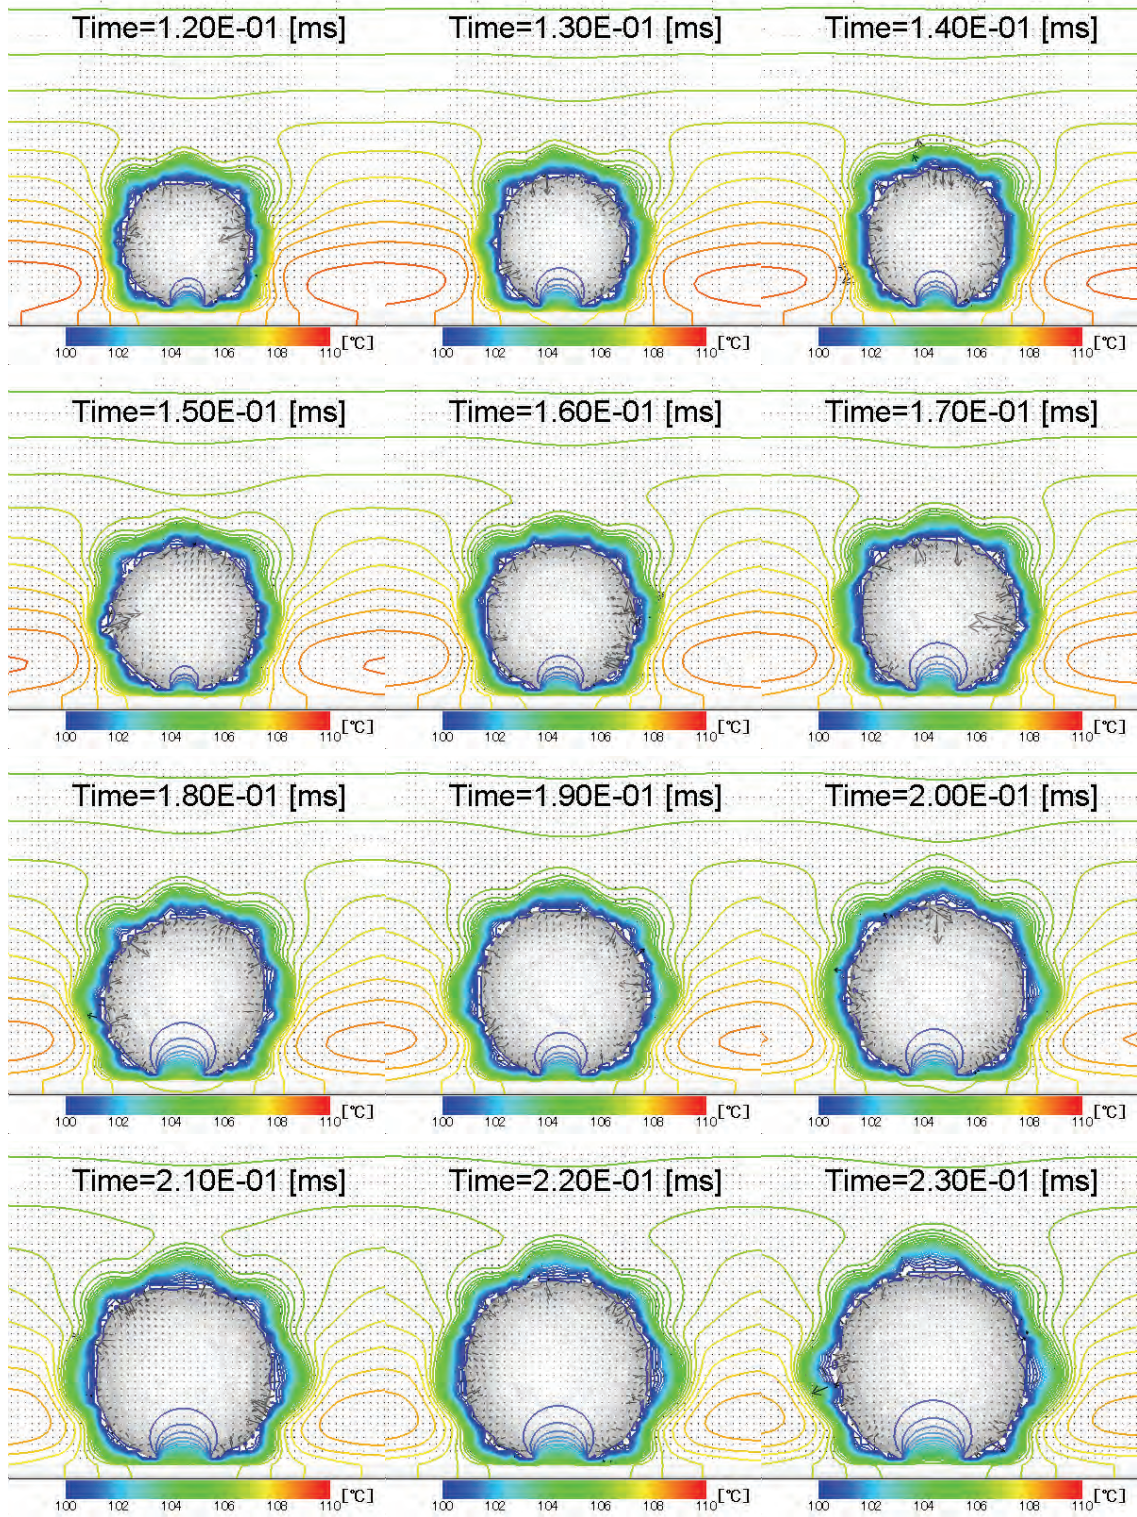 Time=1.20E-01 [ms] Time=1.30E-01 [ms] Time=1.40E-01 [ms]
100 102 104 106 108 110 [℃] 100 102 104 106 108 110 [℃] 100 102 104 106 108 110 [℃]
Time=1.50E-01 [ms] Time=1.60E-01 [ms] Time=1.70E-01 [ms]
100 102 104 106 108 110 [℃] 100 102 104 106 108 110 [℃] 100 102 104 106 108 110 [℃]
Time=1.80E-01 [ms] Time=1.90E-01 [ms] Time=2.00E-01 [ms]
100 102 104 106 108 110 [℃] 100 102 104 106 108 110 [℃] 100 102 104 106 108 110 [℃]
Time=2.10E-01 [ms] Time=2.20E-01 [ms] Time=2.30E-01 [ms]
100 102 104 106 108 110 [℃] 100 102 104 106 108 110 [℃] 100 102 104 106 108 110 [℃]